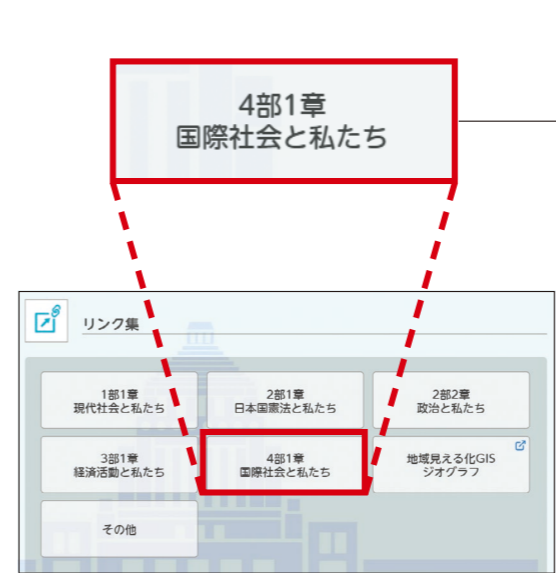 4部1章
国際社会と私たち
リンク集
1部1章
現代社会と私たち
2部1章
日本国憲法と私たち
2部2章
政治と私たち
3部1章
経済活動と私たち
4部1章
国際社会と私たち
地域見える化GIS
ジオグラフ
その他